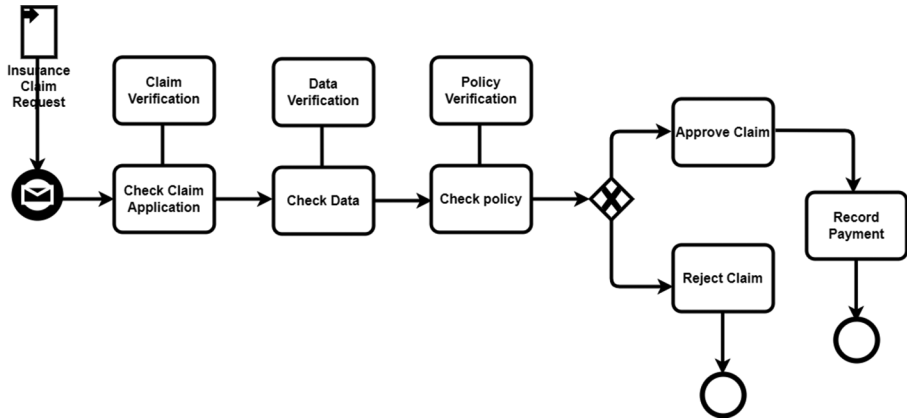 Insurance
Claim
Request
Claim
Verification
Data
Verification
Policy
Verification
Check Claim
Application
Check Data
Check policy
Approve Claim
Record
Payment
Reject Claim